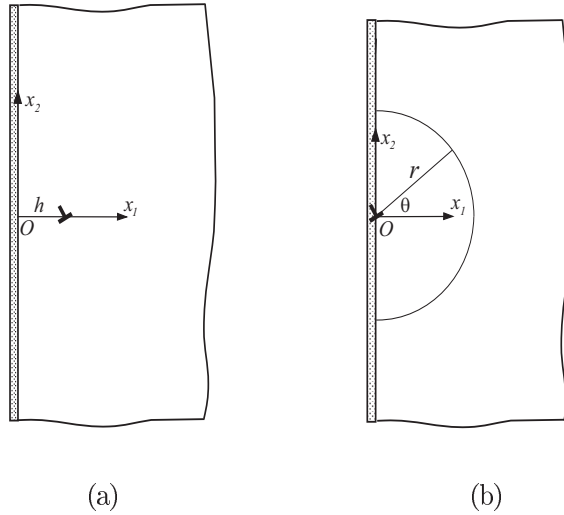 x₂
h
x₁
O
(a)
x₂
r
θ
x₁
O
(b)